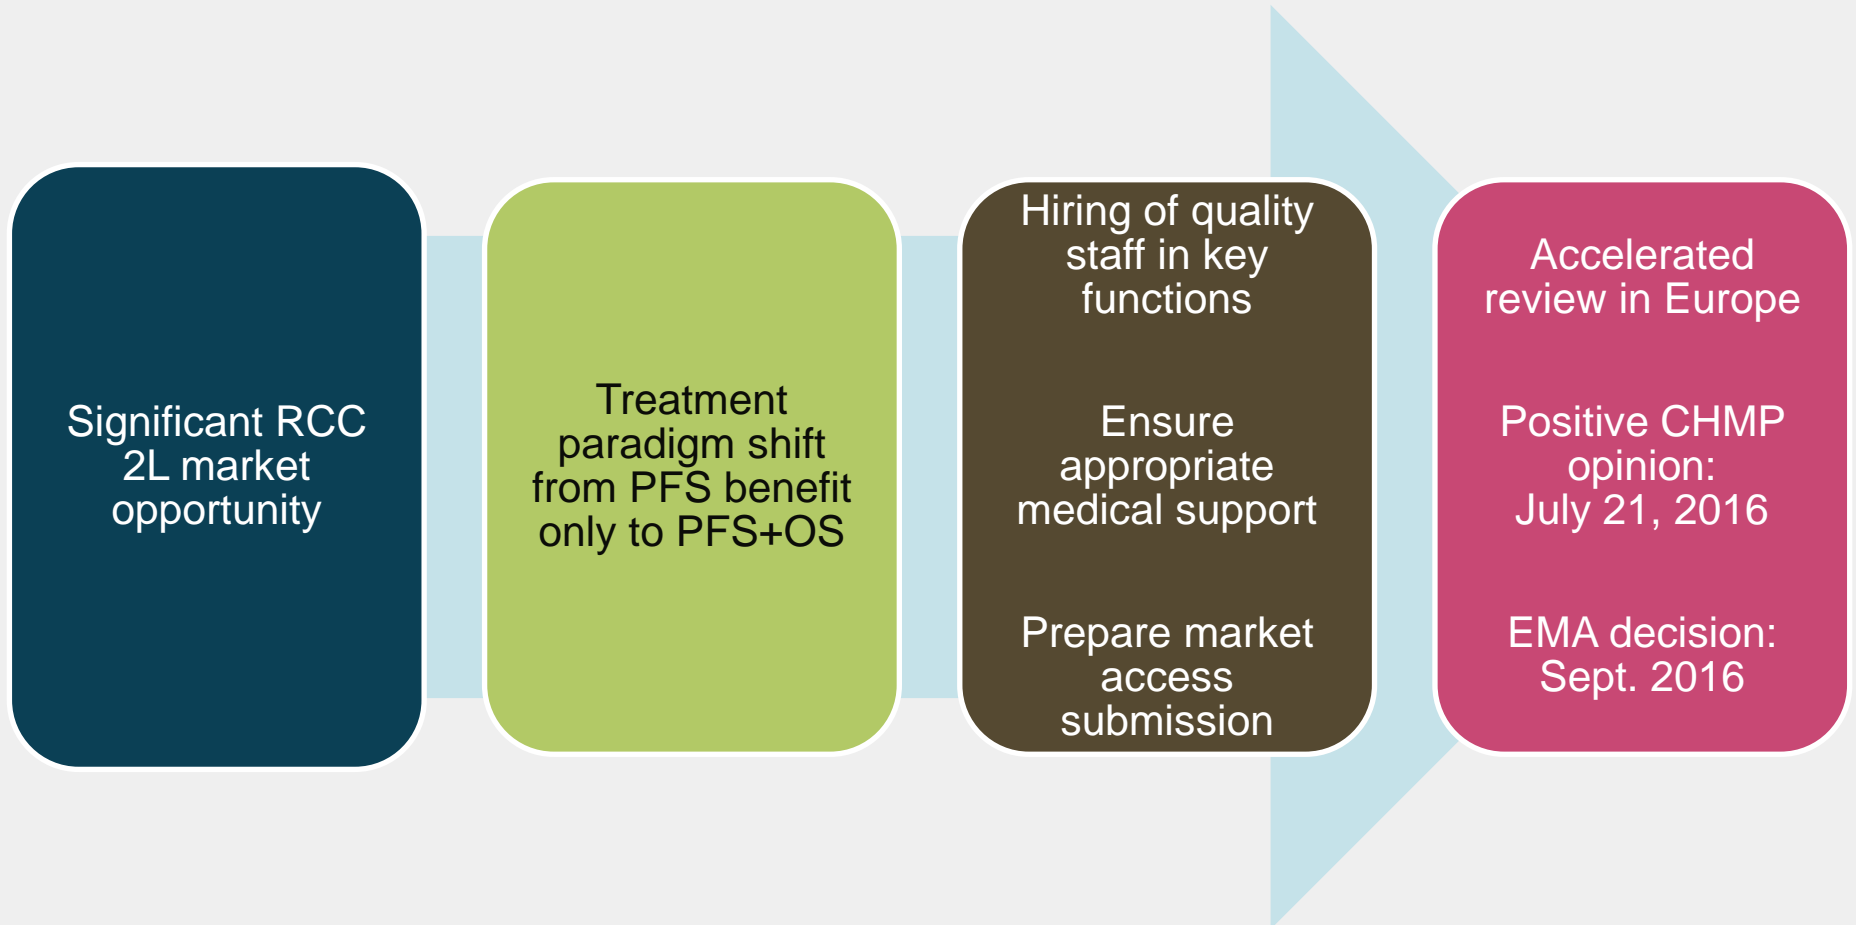 Significant RCC
2L market
opportunity
Treatment
paradigm shift
from PFS benefit
only to PFS+OS
Hiring of quality
staff in key
functions
Ensure
appropriate
medical support
Prepare market
access
submission
Accelerated
review in Europe
Positive CHMP
opinion:
July 21, 2016
EMA decision:
Sept. 2016